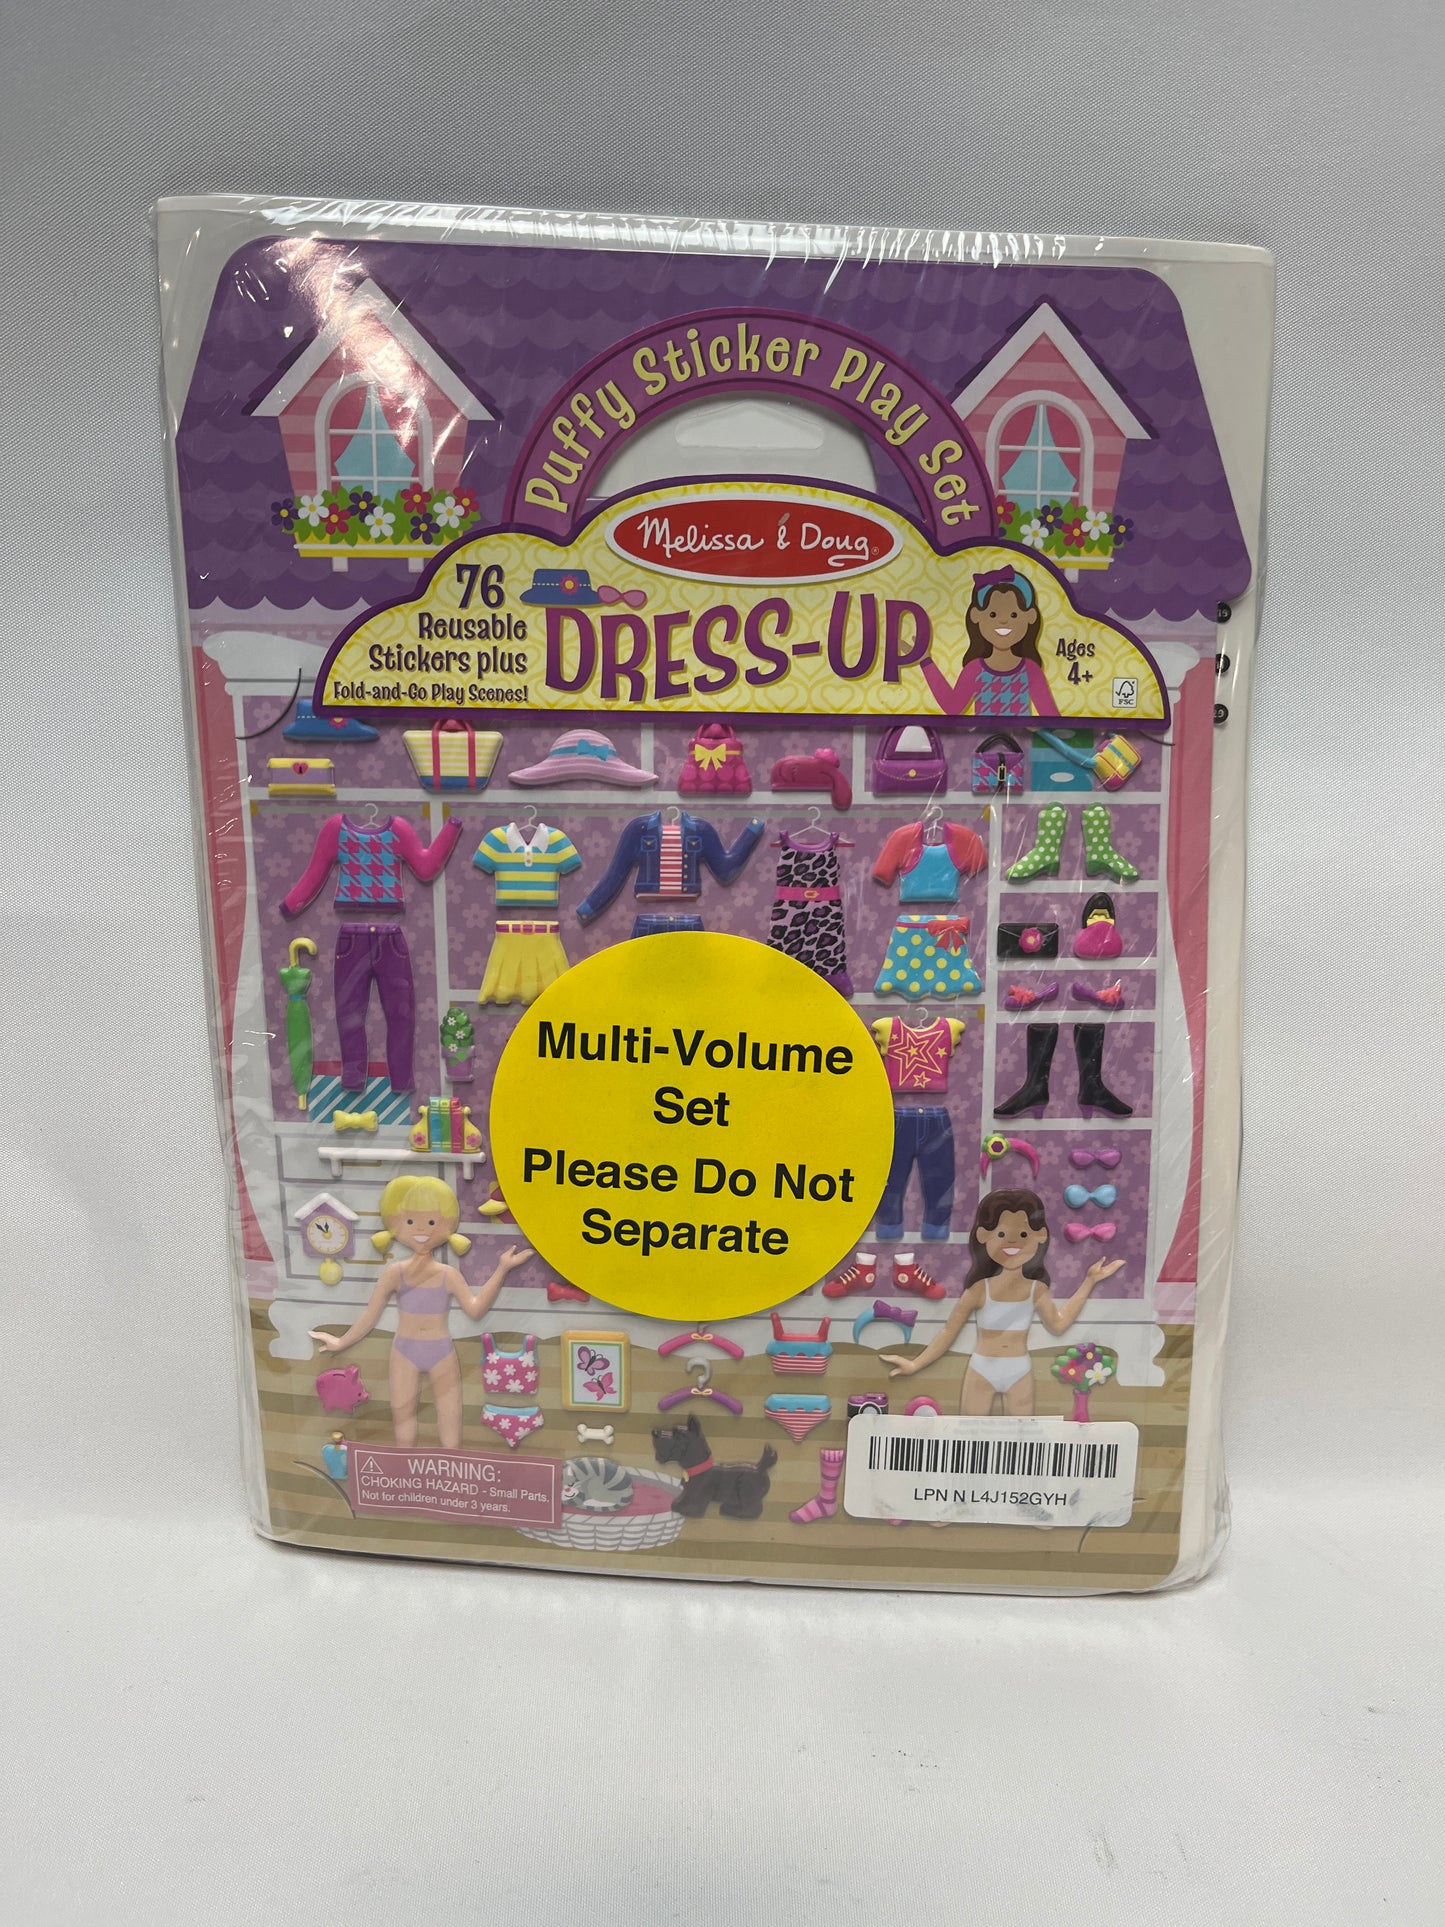 Puffy Sticker Play Set
Melissa & Doug®
76
Reusable
Stickers plus
Fold-and-Go Play Scenes!
DRESS-UP
Ages
4+
FSC
19
19
Multi-Volume
Set
Please Do Not
Separate
WARNING:
CHOKING HAZARD - Small Parts.
Not for children under 3 years.
LPN N L4J152GYH